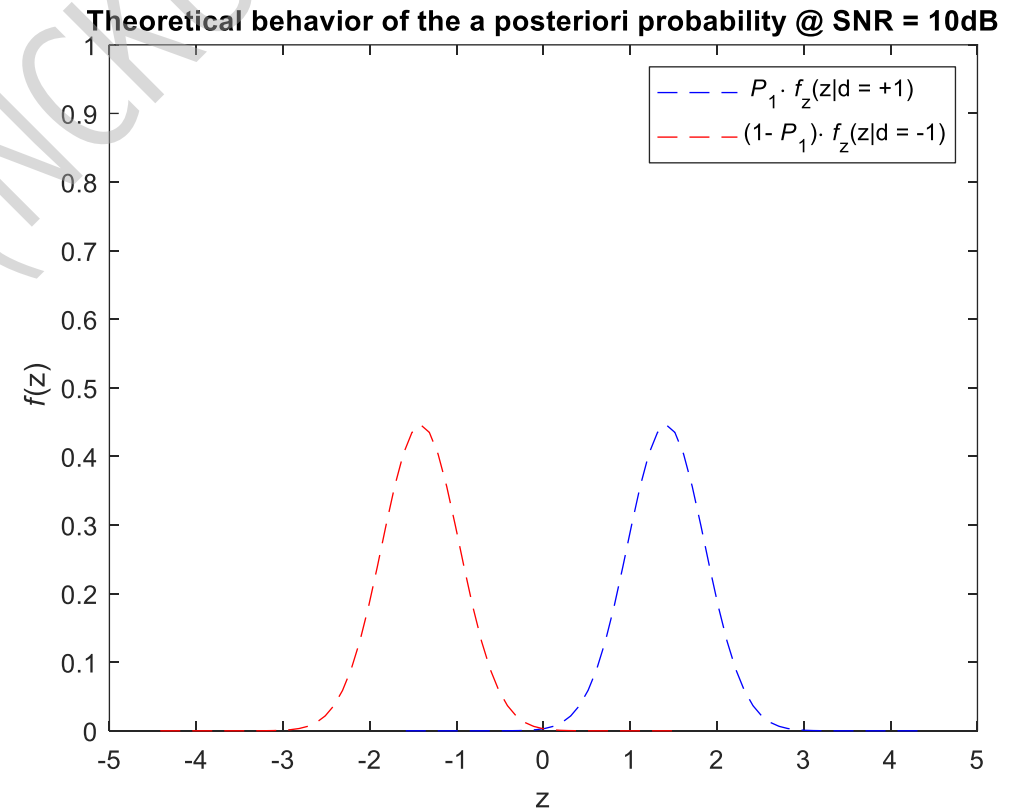 Theoretical behavior of the a posteriori probability @ SNR = 10dB
P1· fz(z|d = +1)
(1- P1)· fz(z|d = -1)
1
0.9
0.8
0.7
0.6
0.5
0.4
0.3
0.2
0.1
0
f(z)
-5 -4 -3 -2 -1 0 1 2 3 4 5
z